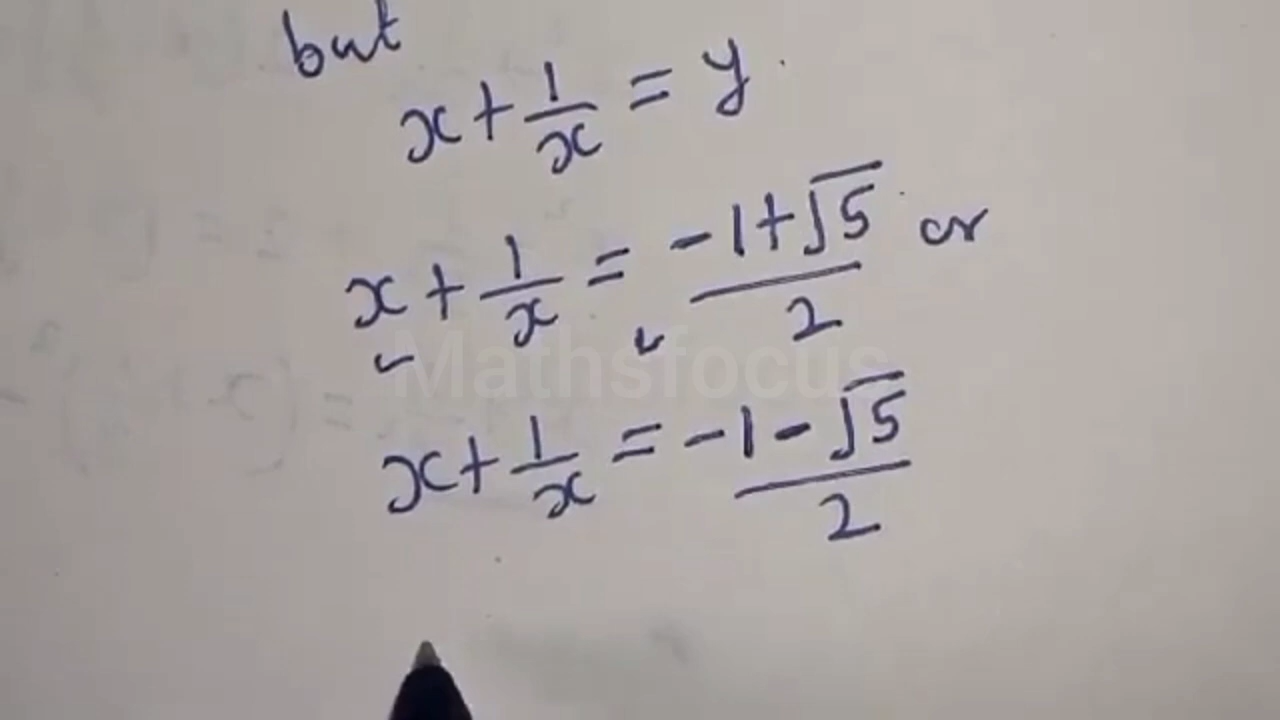 but
x + 1/x = y
x + 1/x = (-1+√5)/2 or
Mathsfocus
x + 1/x = (-1-√5)/2